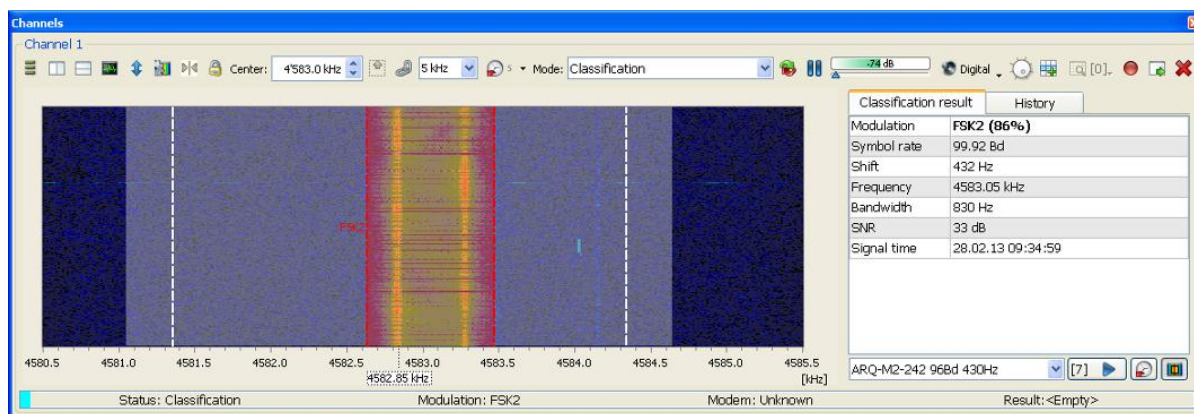 Channels
Channel 1
Center: 4'583.0 kHz 5 kHz 5 Mode: Classification -74 dB Digital [0]
Classification result History
Modulation FSK2 (86%)
Symbol rate 99.92 Bd
Shift 432 Hz
Frequency 4583.05 kHz
Bandwidth 830 Hz
SNR 33 dB
Signal time 28.02.13 09:34:59
FSK2
4580.5 4581.0 4581.5 4582.0 4582.5 4583.0 4583.5 4584.0 4584.5 4585.0 4585.5
4582.85 kHz [kHz]
ARQ-M2-242 96Bd 430Hz [7]
Status: Classification Modulation: FSK2 Modem: Unknown Result:<Empty>